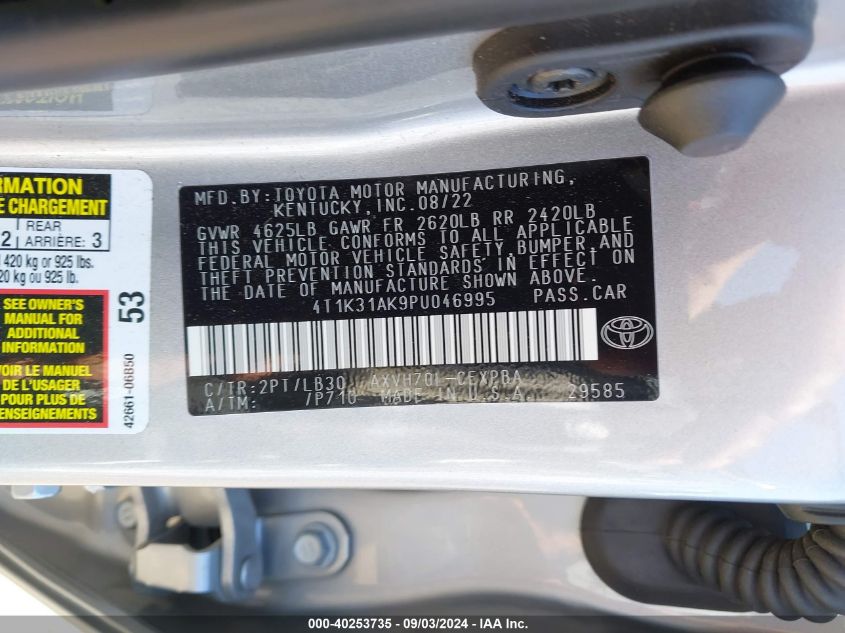 RMATION
E CHARGEMENT
REAR
2 ARRIÈRE: 3
420 kg or 925 lbs.
20 kg ou 925 lb.
SEE OWNER'S
MANUAL FOR
ADDITIONAL
INFORMATION
VOIR LE MANUEL
DE L'USAGER
POUR PLUS DE
RENSEIGNEMENTS
53
42661-06B50
MFD.BY:TOYOTA MOTOR MANUFACTURING,
KENTUCKY, INC. 08/22
GVWR 4625LB GAWR FR 2620LB RR 2420LB
THIS VEHICLE CONFORMS TO ALL APPLICABLE
FEDERAL MOTOR VEHICLE SAFETY, BUMPER, AND
THEFT PREVENTION STANDARDS IN EFFECT ON
THE DATE OF MANUFACTURE SHOWN ABOVE.
4T1K31AK9PU046995 PASS.CAR
C/TR:2PT/LB30 AXVH70L-CEXPBA
A/TM: /P710 MADE IN U.S.A 29585
000-40253735 - 09/03/2024 - IAA Inc.